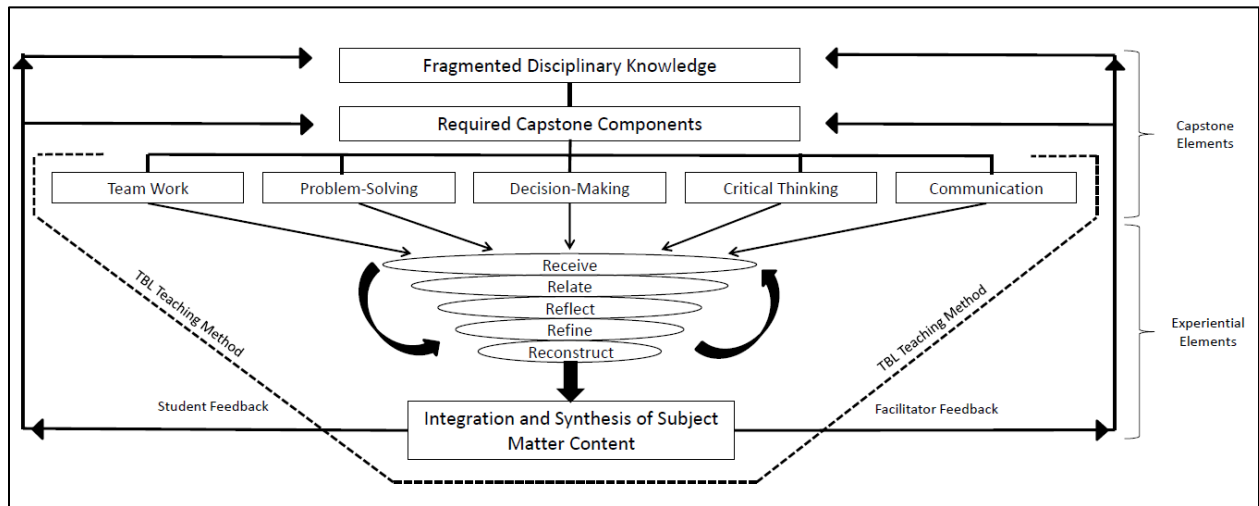 Fragmented Disciplinary Knowledge
Required Capstone Components
Capstone
Elements
Team Work
Problem-Solving
Decision-Making
Critical Thinking
Communication
Receive
Relate
Reflect
Refine
Reconstruct
TBL Teaching Method
TBL Teaching Method
Experiential
Elements
Student Feedback
Facilitator Feedback
Integration and Synthesis of Subject
Matter Content